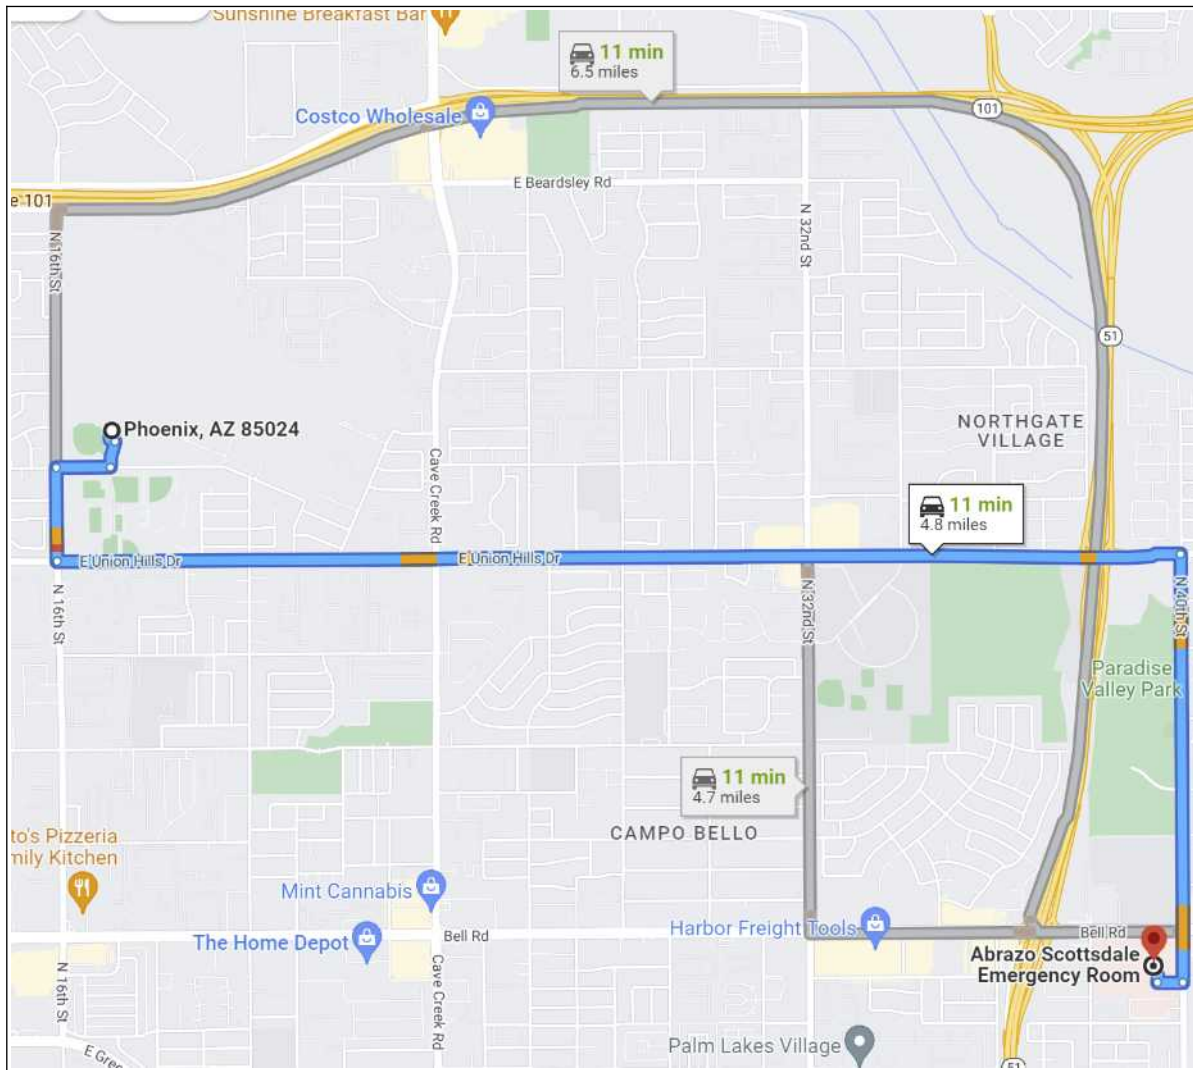 Sunshine Breakfast Bar
11 min
6.5 miles
Costco Wholesale
101
E Beardsley Rd
e 101
N 16th St
N 32nd St
51
Phoenix, AZ 85024
NORTHGATE
VILLAGE
Cave Creek Rd
11 min
4.8 miles
E Union Hills Dr
E Union Hills Dr
N 16th St
N 32nd St
N 40th St
Paradise
Valley Park
11 min
4.7 miles
CAMPO BELLO
to's Pizzeria
mily Kitchen
Mint Cannabis
Harbor Freight Tools
The Home Depot
Bell Rd
Bell Rd
Abrazo Scottsdale
Emergency Room
N 16th St
Cave Creek Rd
Palm Lakes Village
E Gree
51